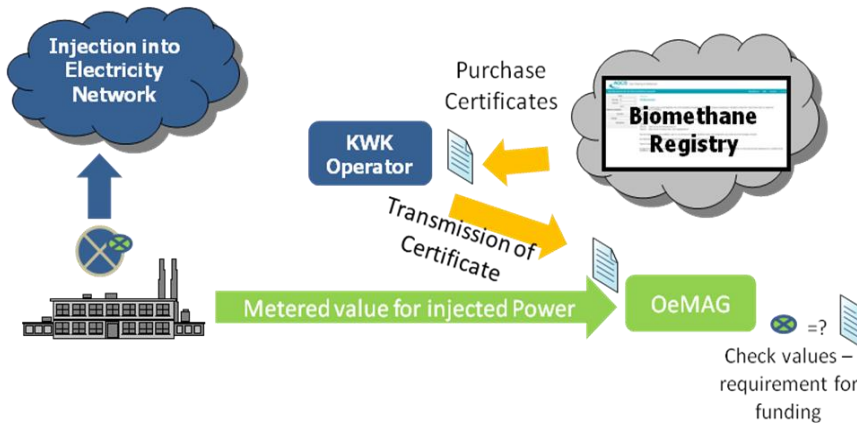 Injection into
Electricity
Network
Purchase
Certificates
Biomethane
Registry
KWK
Operator
Transmission of
Certificate
Metered value for injected Power
OeMAG
=?
Check values –
requirement for
funding